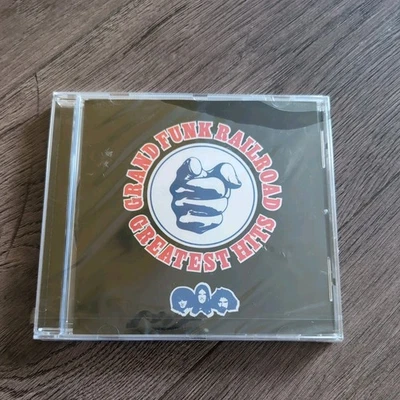 GRAND FUNK RAILROAD
GREATEST HITS